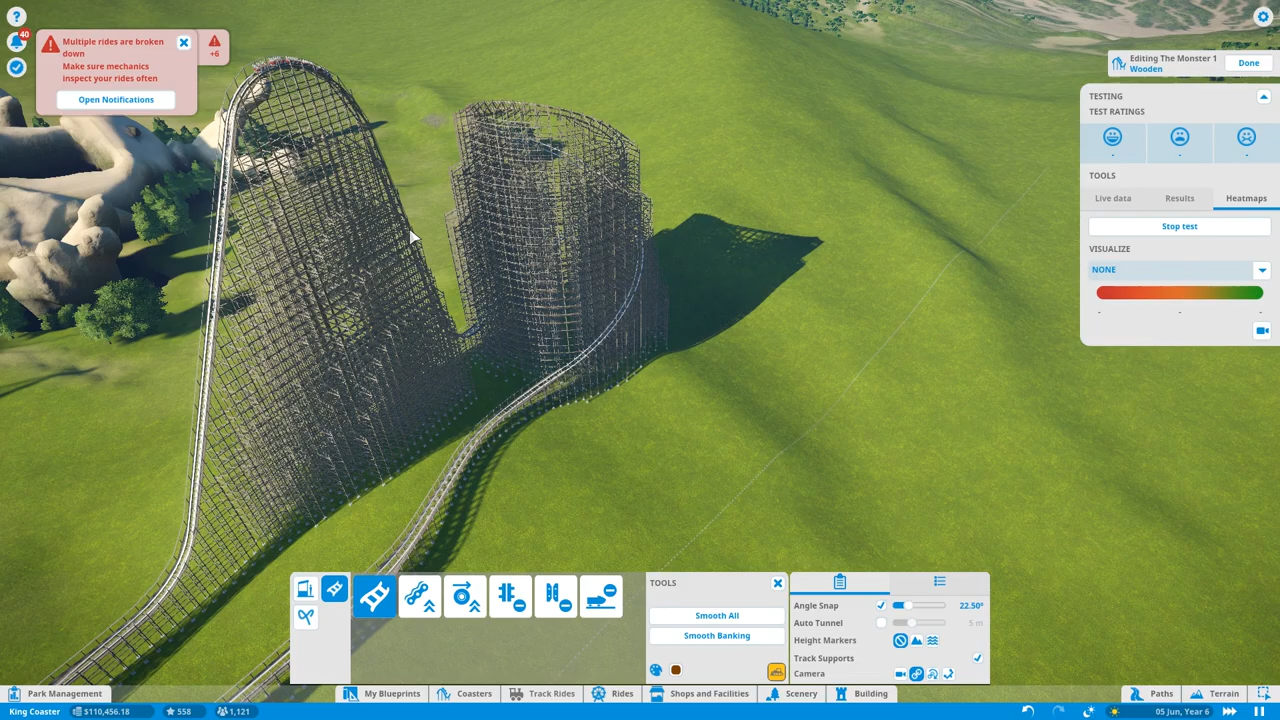 ?
40
Multiple rides are broken
down
Make sure mechanics
inspect your rides often
+6
Open Notifications
Editing The Monster 1
Wooden
Done
TESTING
TEST RATINGS
- - -
TOOLS
Live data Results Heatmaps
Stop test
VISUALIZE
NONE
- - -
TOOLS
Smooth All
Smooth Banking
Angle Snap 22.50°
Auto Tunnel 5 m
Height Markers
Track Supports
Camera
Park Management My Blueprints Coasters Track Rides Rides Shops and Facilities Scenery Building Paths Terrain
King Coaster $110,456.18 558 1,121 05 Jun, Year 6